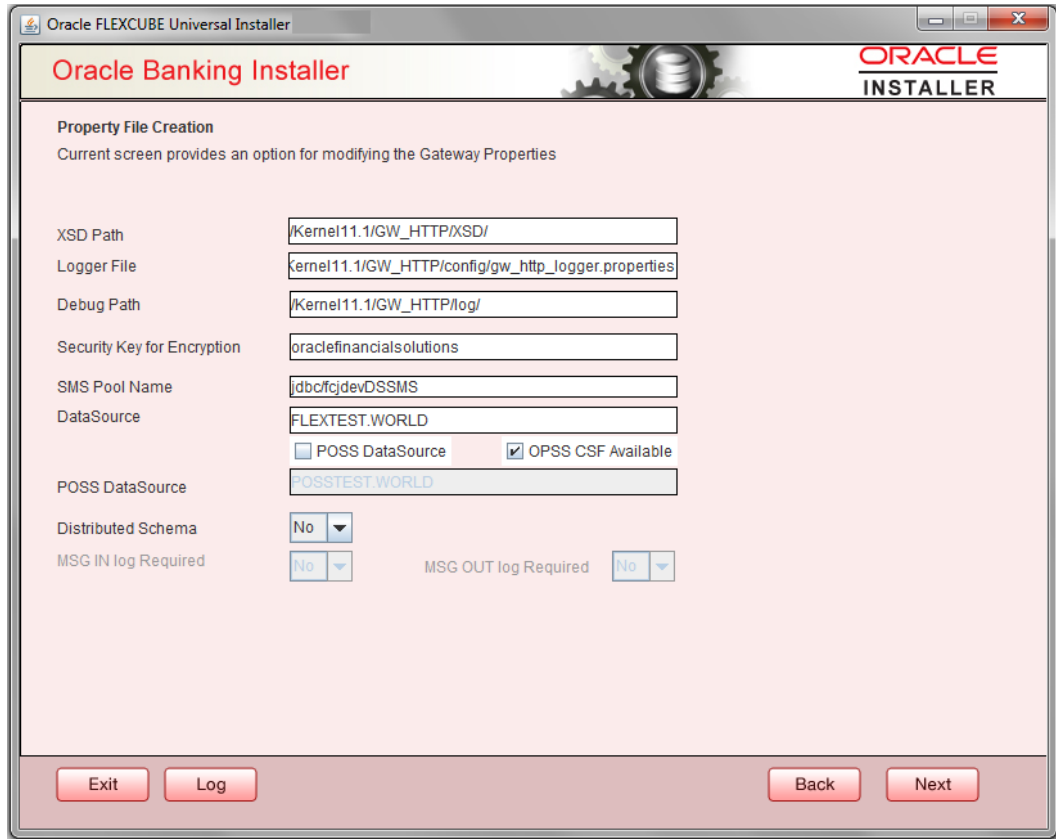 Oracle FLEXCUBE Universal Installer
Oracle Banking Installer
ORACLE
INSTALLER
Property File Creation
Current screen provides an option for modifying the Gateway Properties
XSD Path /Kernel11.1/GW_HTTP/XSD/
Logger File Kernel11.1/GW_HTTP/config/gw_http_logger.properties
Debug Path /Kernel11.1/GW_HTTP/log/
Security Key for Encryption oraclefinancialsolutions
SMS Pool Name jdbc/fcjdevDSSMS
DataSource FLEXTEST.WORLD
POSS DataSource OPSS CSF Available
POSS DataSource POSSTEST.WORLD
Distributed Schema No
MSG IN log Required No MSG OUT log Required No
Exit Log Back Next